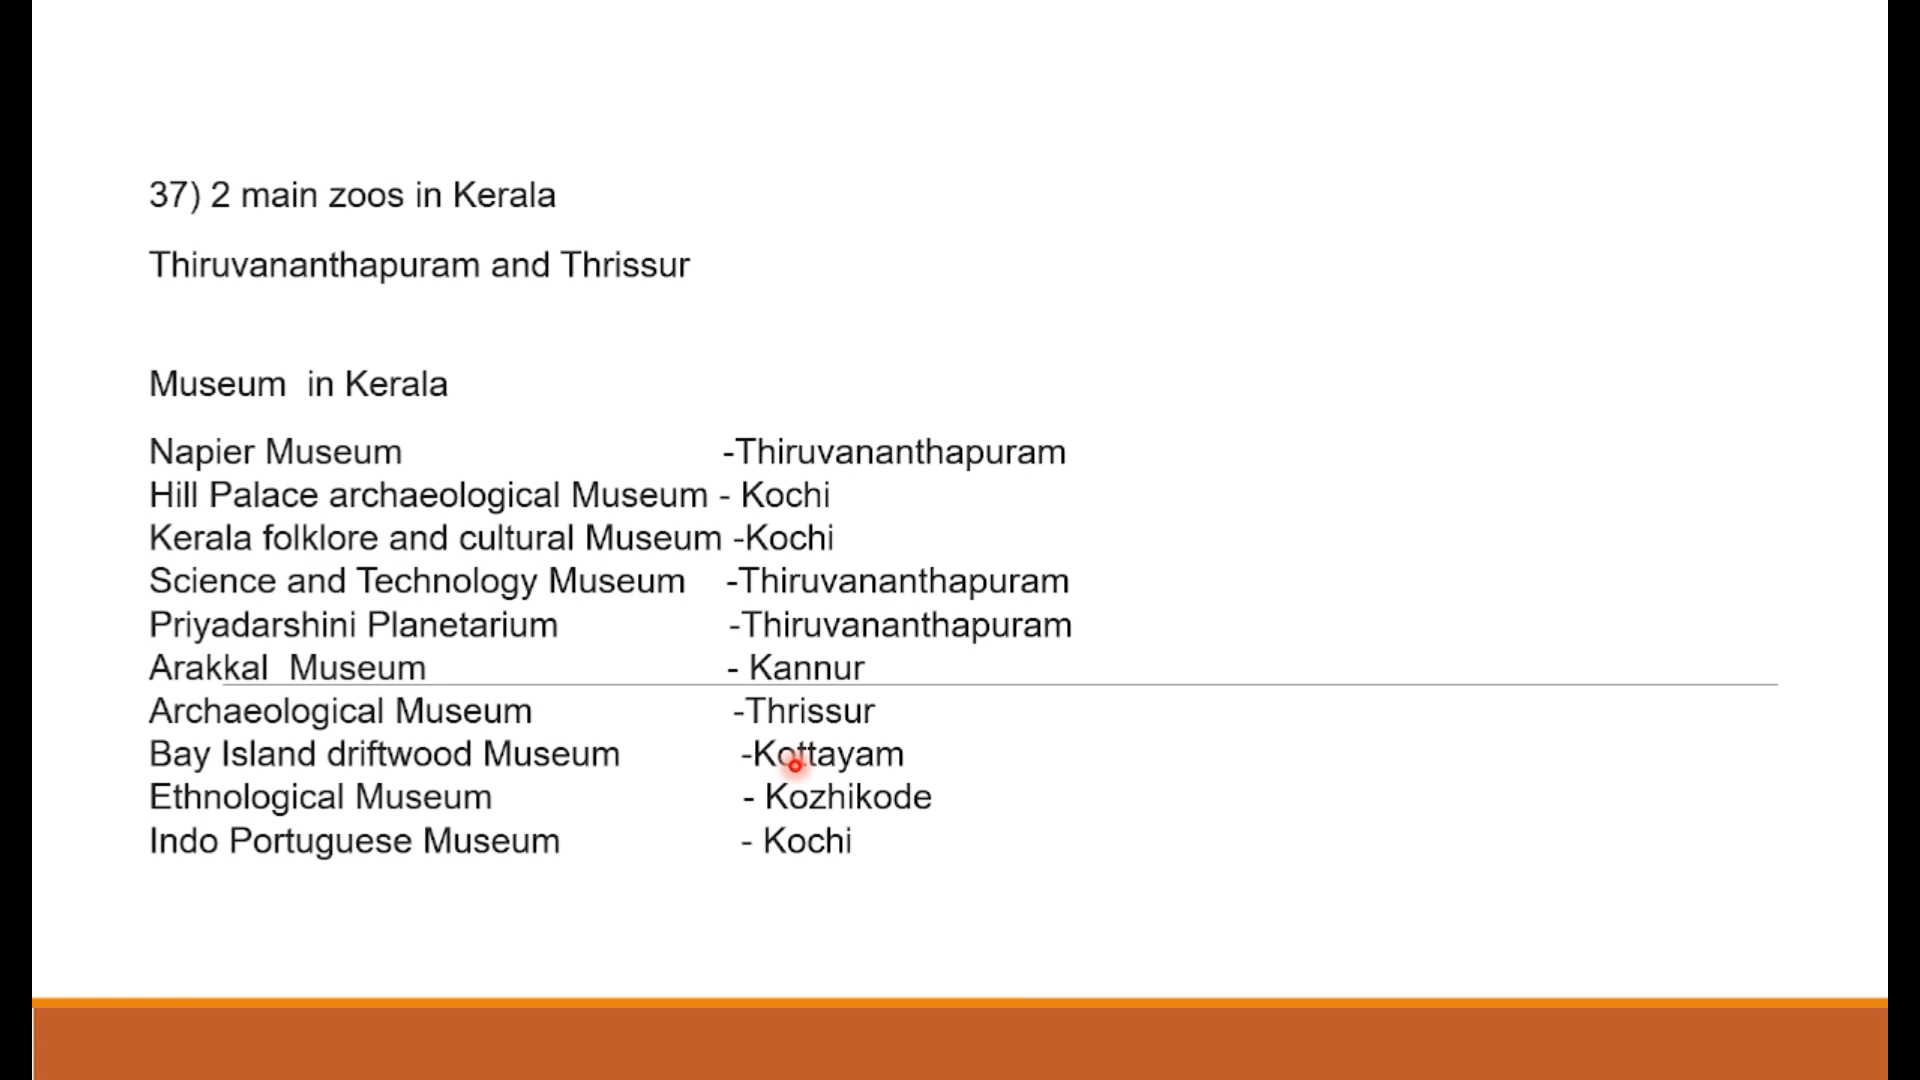 37) 2 main zoos in Kerala
Thiruvananthapuram and Thrissur
Museum in Kerala
Napier Museum -Thiruvananthapuram
Hill Palace archaeological Museum - Kochi
Kerala folklore and cultural Museum -Kochi
Science and Technology Museum -Thiruvananthapuram
Priyadarshini Planetarium -Thiruvananthapuram
Arakkal Museum - Kannur
Archaeological Museum -Thrissur
Bay Island driftwood Museum -Kottayam
Ethnological Museum - Kozhikode
Indo Portuguese Museum - Kochi